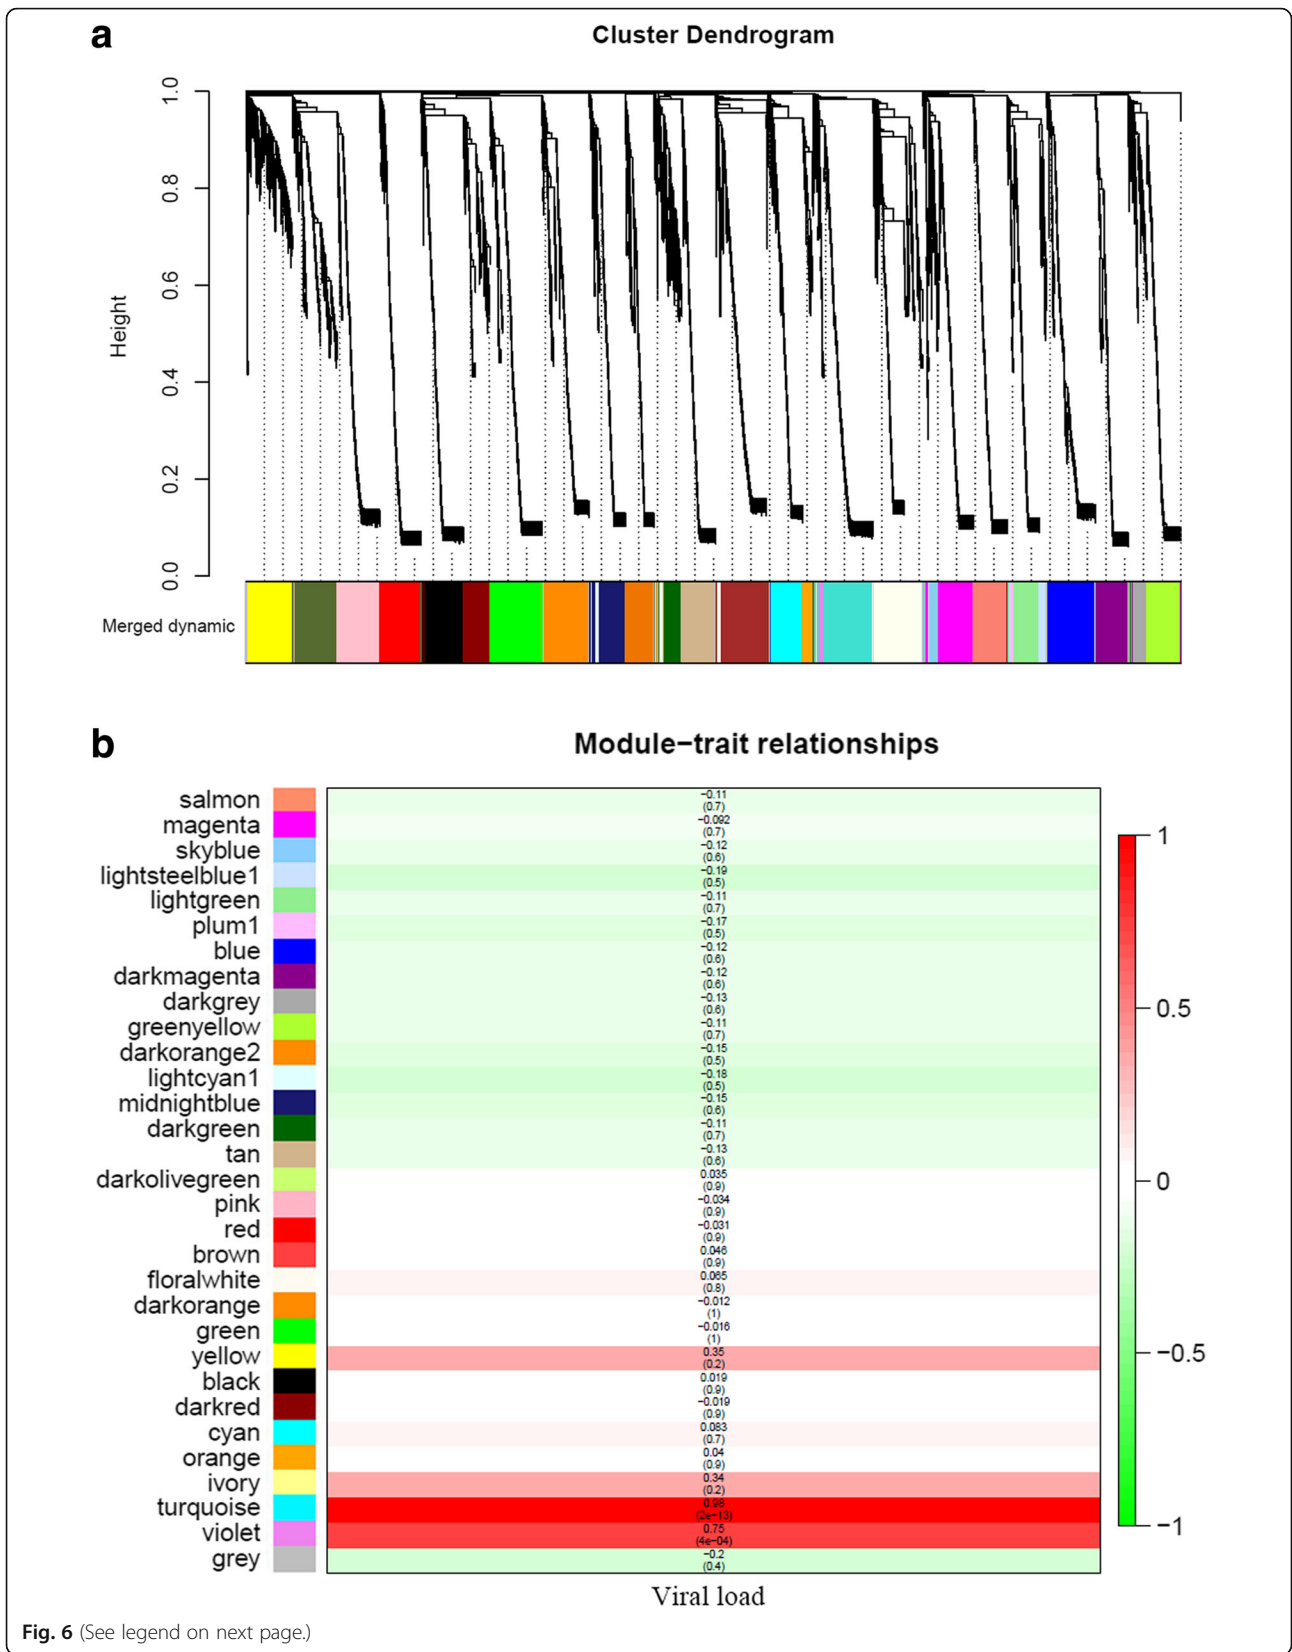 a
Cluster Dendrogram
Height
1.0
0.8
0.6
0.4
0.2
0.0
Merged dynamic
b
Module−trait relationships
salmon −0.11
(0.7)
magenta −0.092
(0.7)
skyblue −0.12
(0.6)
lightsteelblue1 −0.19
(0.5)
lightgreen −0.11
(0.7)
plum1 −0.17
(0.5)
blue −0.12
(0.6)
darkmagenta −0.12
(0.6)
darkgrey −0.13
(0.6)
greenyellow −0.11
(0.7)
darkorange2 −0.15
(0.5)
lightcyan1 −0.18
(0.5)
midnightblue −0.15
(0.6)
darkgreen −0.11
(0.7)
tan −0.13
(0.6)
darkolivegreen 0.035
(0.9)
pink −0.034
(0.9)
red −0.031
(0.9)
brown 0.046
(0.9)
floralwhite 0.065
(0.8)
darkorange −0.012
(1)
green −0.016
(1)
yellow 0.35
(0.2)
black 0.019
(0.9)
darkred −0.019
(0.9)
cyan 0.083
(0.7)
orange 0.04
(0.9)
ivory 0.34
(0.2)
turquoise 0.98
(2e−13)
violet 0.75
(4e−04)
grey −0.2
(0.4)
1
0.5
0
−0.5
−1
Viral load
Fig. 6 (See legend on next page.)